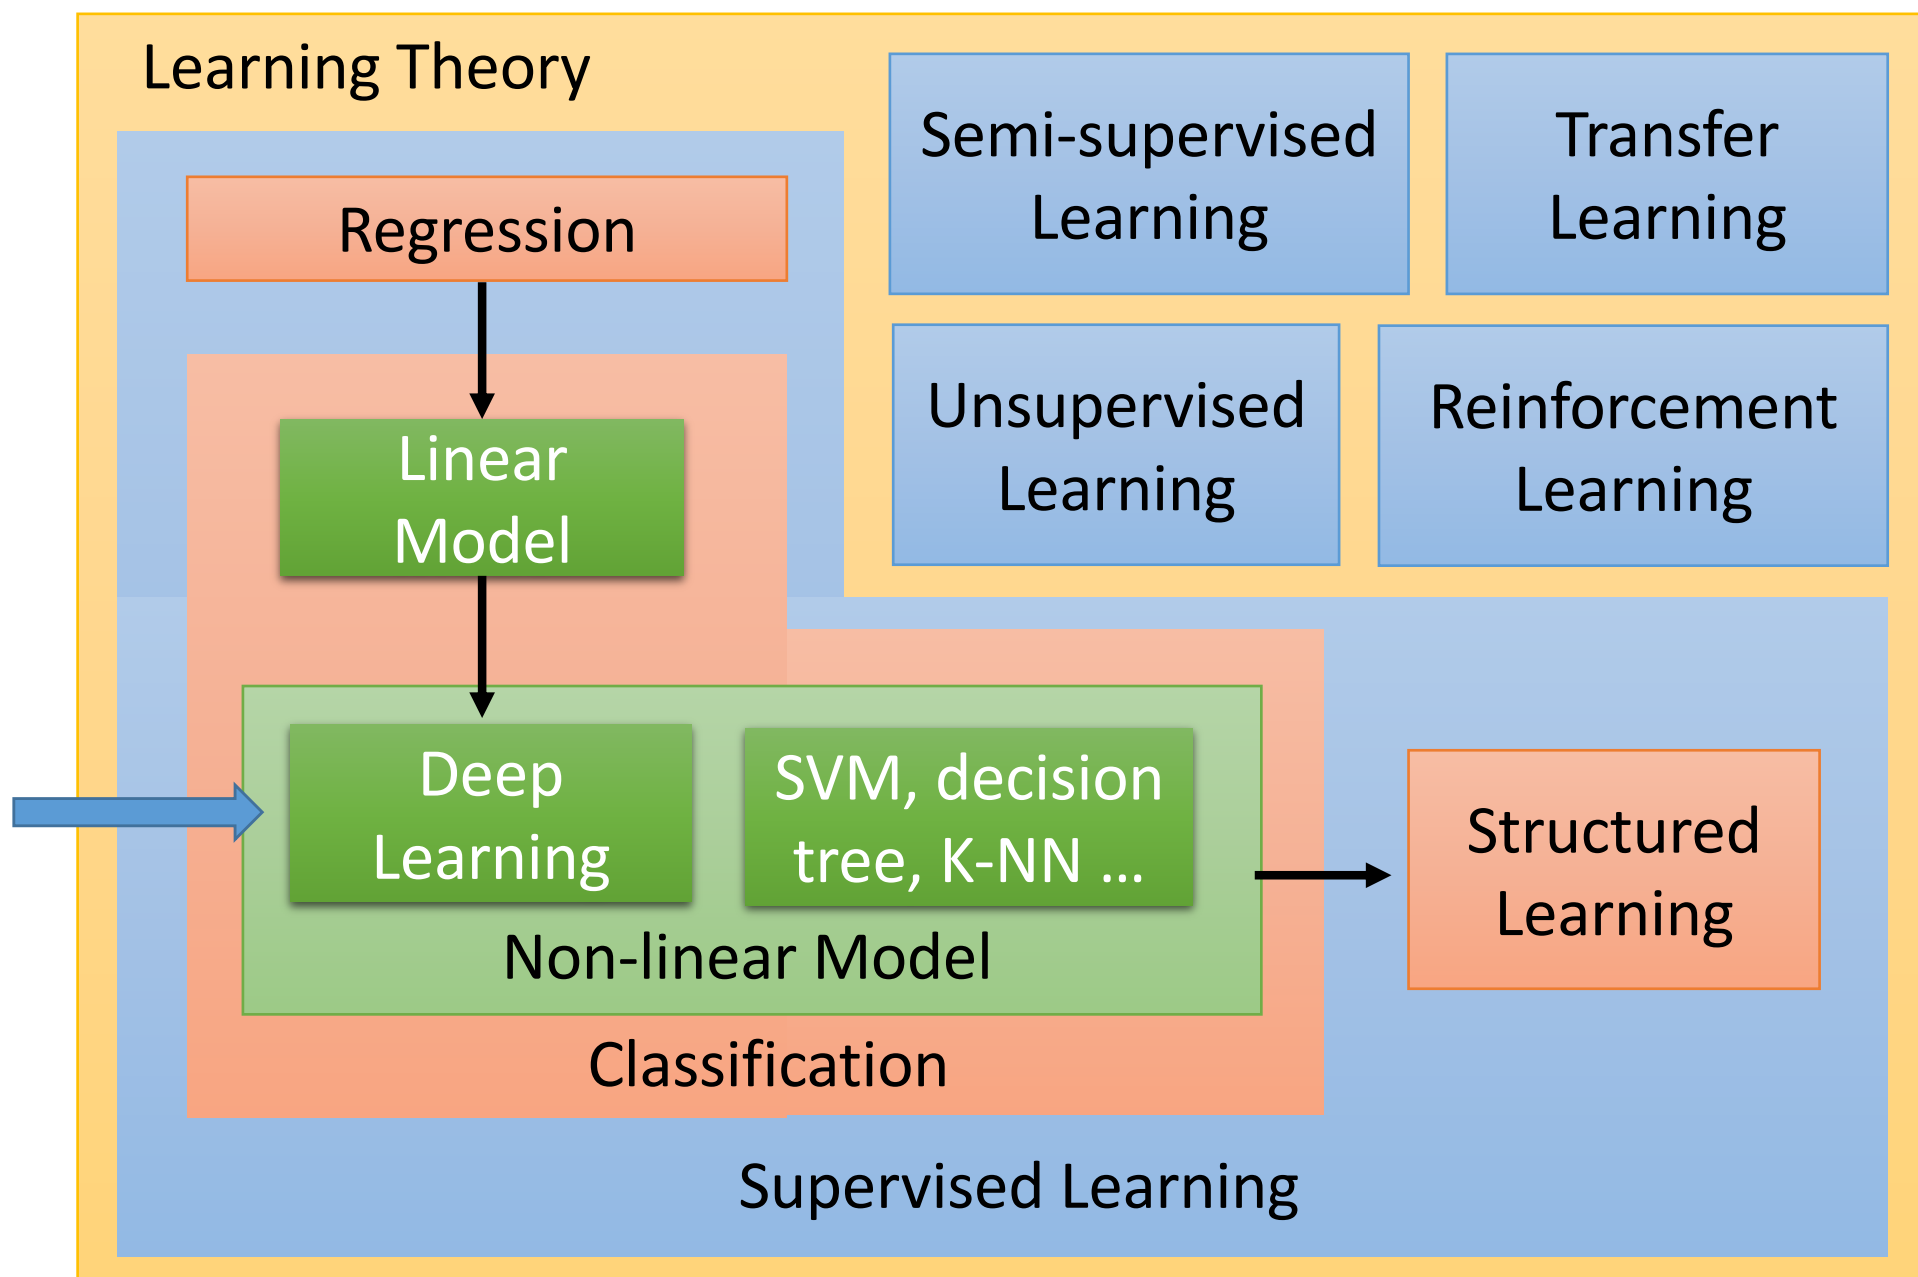 Learning Theory
Regression
Linear
Model
Deep
Learning
SVM, decision
tree, K-NN ...
Non-linear Model
Classification
Structured
Learning
Supervised Learning
Semi-supervised
Learning
Transfer
Learning
Unsupervised
Learning
Reinforcement
Learning